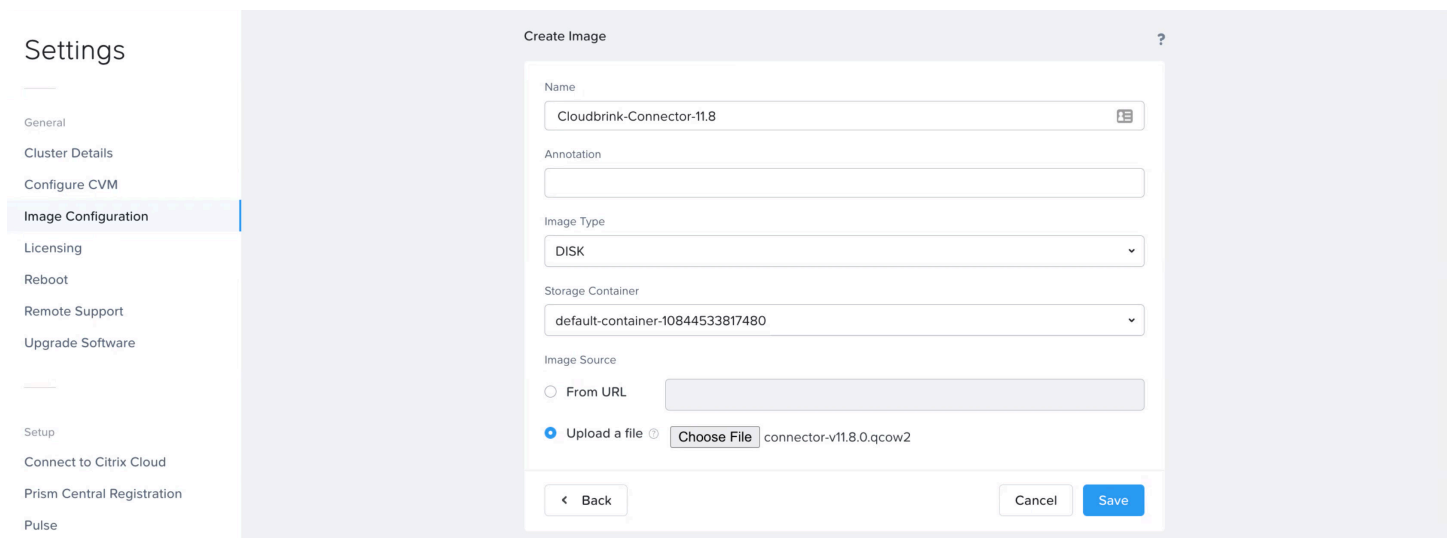 Settings
General
Cluster Details
Configure CVM
Image Configuration
Licensing
Reboot
Remote Support
Upgrade Software
Setup
Connect to Citrix Cloud
Prism Central Registration
Pulse
Create Image
?
Name
Cloudbrink-Connector-11.8
Annotation
Image Type
DISK
Storage Container
default-container-10844533817480
Image Source
From URL
Upload a file ? Choose File connector-v11.8.0.qcow2
Back
Cancel
Save